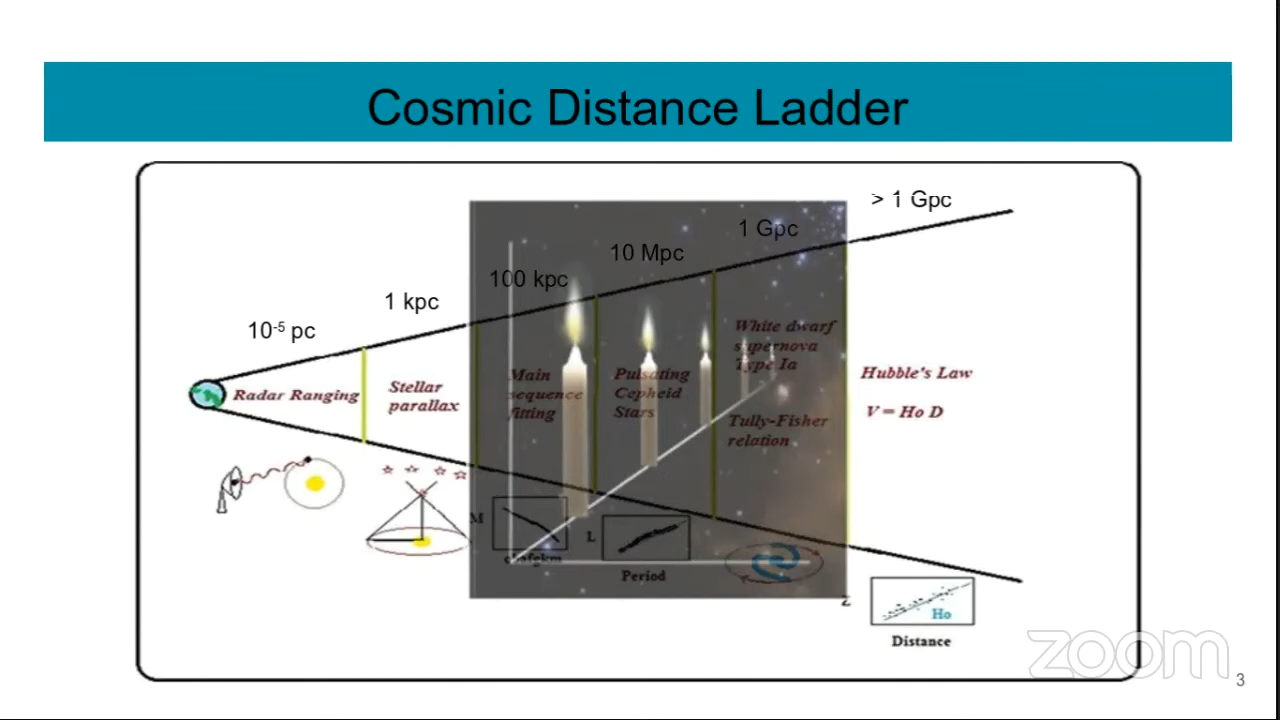 Cosmic Distance Ladder
> 1 Gpc
1 Gpc
10 Mpc
100 kpc
1 kpc
10-5 pc
Radar Ranging
Stellar
parallax
Main
sequence
fitting
Pulsating
Cepheid
Stars
White dwarf
supernova
Type Ia
Tully-Fisher
relation
Hubble's Law
V = Ho D
M
obafgkm
L
Period
Z
Ho
Distance
zoom
3